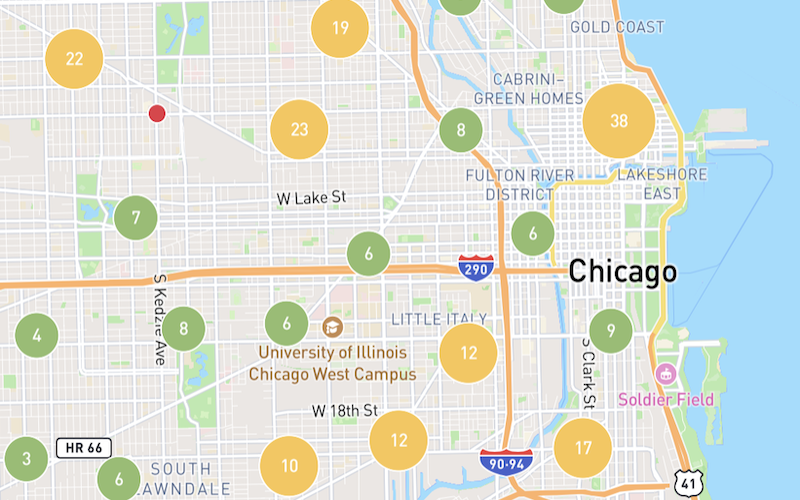 GOLD COAST
19
22
CABRINI–
GREEN HOMES
38
23
8
FULTON RIVER
DISTRICT
LAKESHORE
EAST
W Lake St
7
6
6
290
Chicago
S Kedzie Ave
4
8
6
LITTLE ITALY
9
University of Illinois
Chicago West Campus
12
S Clark St
Soldier Field
W 18th St
12
HR 66
17
3
10
90-94
6
SOUTH
LAWNDALE
41